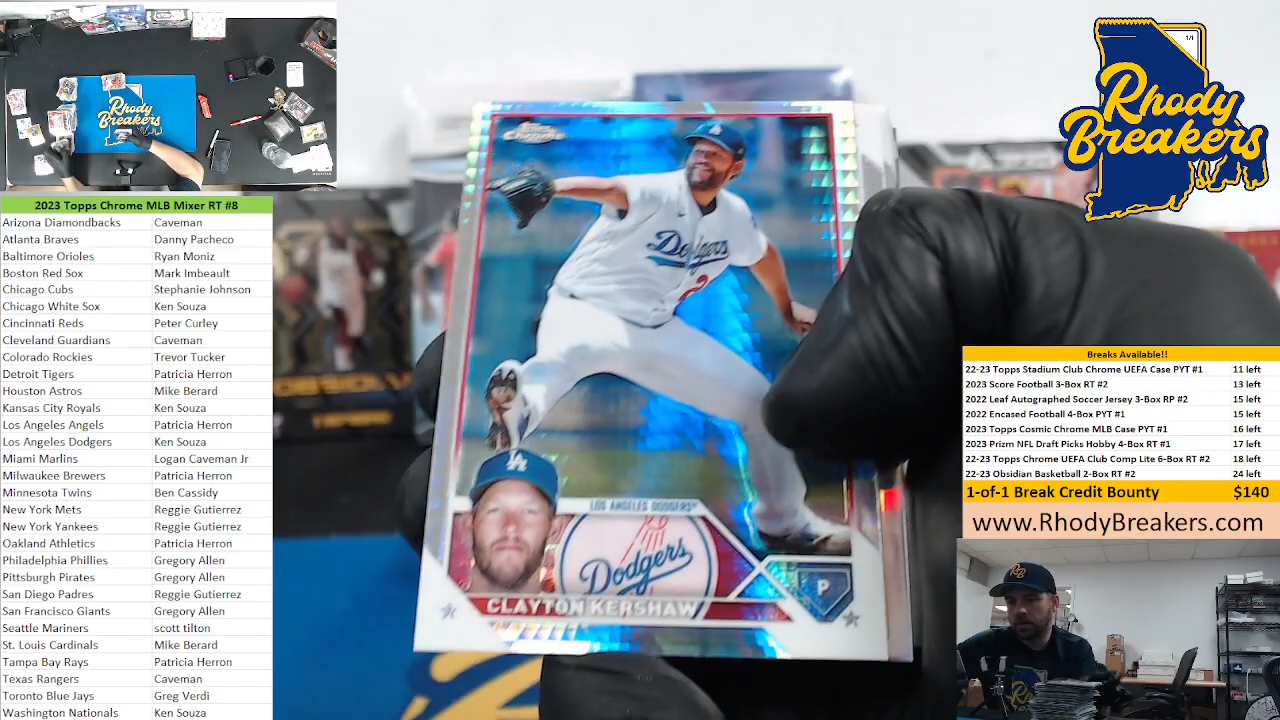 Rhody
Breakers
1/1
Rhody
Breakers
2023 Topps Chrome MLB Mixer RT #8
Arizona Diamondbacks Caveman
Atlanta Braves Danny Pacheco
Baltimore Orioles Ryan Moniz
Boston Red Sox Mark Imbeault
Chicago Cubs Stephanie Johnson
Chicago White Sox Ken Souza
Cincinnati Reds Peter Curley
Cleveland Guardians Caveman
Colorado Rockies Trevor Tucker
Detroit Tigers Patricia Herron
Houston Astros Mike Berard
Kansas City Royals Ken Souza
Los Angeles Angels Patricia Herron
Los Angeles Dodgers Ken Souza
Miami Marlins Logan Caveman Jr
Milwaukee Brewers Patricia Herron
Minnesota Twins Ben Cassidy
New York Mets Reggie Gutierrez
New York Yankees Reggie Gutierrez
Oakland Athletics Patricia Herron
Philadelphia Phillies Gregory Allen
Pittsburgh Pirates Gregory Allen
San Diego Padres Reggie Gutierrez
San Francisco Giants Gregory Allen
Seattle Mariners scott tilton
St. Louis Cardinals Mike Berard
Tampa Bay Rays Patricia Herron
Texas Rangers Caveman
Toronto Blue Jays Greg Verdi
Washington Nationals Ken Souza
Topps
Chrome
LA
Dodgers
2
LA
LOS ANGELES DODGERS
Dodgers
P
CLAYTON KERSHAW
Breaks Available!!
22-23 Topps Stadium Club Chrome UEFA Case PYT #1 11 left
2023 Score Football 3-Box RT #2 13 left
2022 Leaf Autographed Soccer Jersey 3-Box RP #2 15 left
2022 Encased Football 4-Box PYT #1 15 left
2023 Topps Cosmic Chrome MLB Case PYT #1 16 left
2023 Prizm NFL Draft Picks Hobby 4-Box RT #1 17 left
22-23 Topps Chrome UEFA Club Comp Lite 6-Box RT #2 18 left
22-23 Obsidian Basketball 2-Box RT #2 24 left
1-of-1 Break Credit Bounty $140
www.RhodyBreakers.com
RB